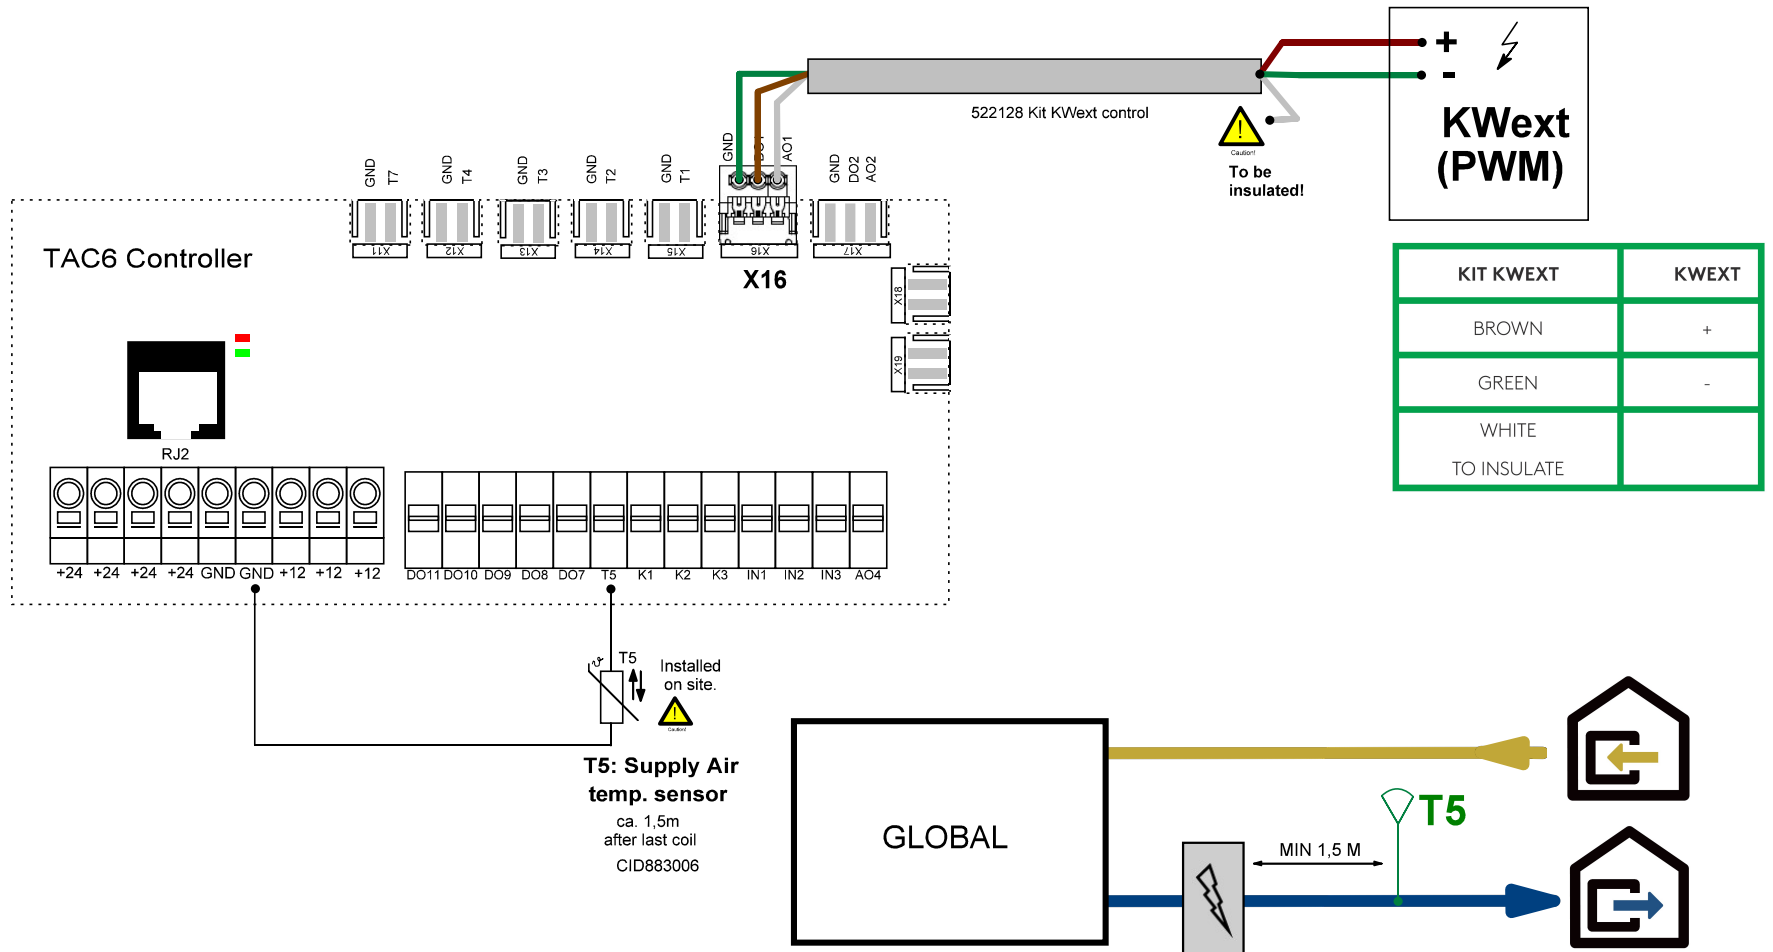 +
-
KWext
(PWM)
522128 Kit KWext control
Caution!
To be
insulated!
GND
T7
GND
T4
GND
T3
GND
T2
GND
T1
GND
DO1
AO1
GND
DO2
AO2
X11
X12
X13
X14
X15
X16
X17
X16
X18
X19
TAC6 Controller
RJ2
KIT KWEXT KWEXT
BROWN +
GREEN -
WHITE
TO INSULATE
+24 +24 +24 +24 GND GND +12 +12 +12
DO11 DO10 DO9 DO8 DO7 T5 K1 K2 K3 IN1 IN2 IN3 AO4
ϑ
T5
Installed
on site.
Caution!
T5: Supply Air
temp. sensor
ca. 1,5m
after last coil
CID883006
GLOBAL
T5
MIN 1,5 M